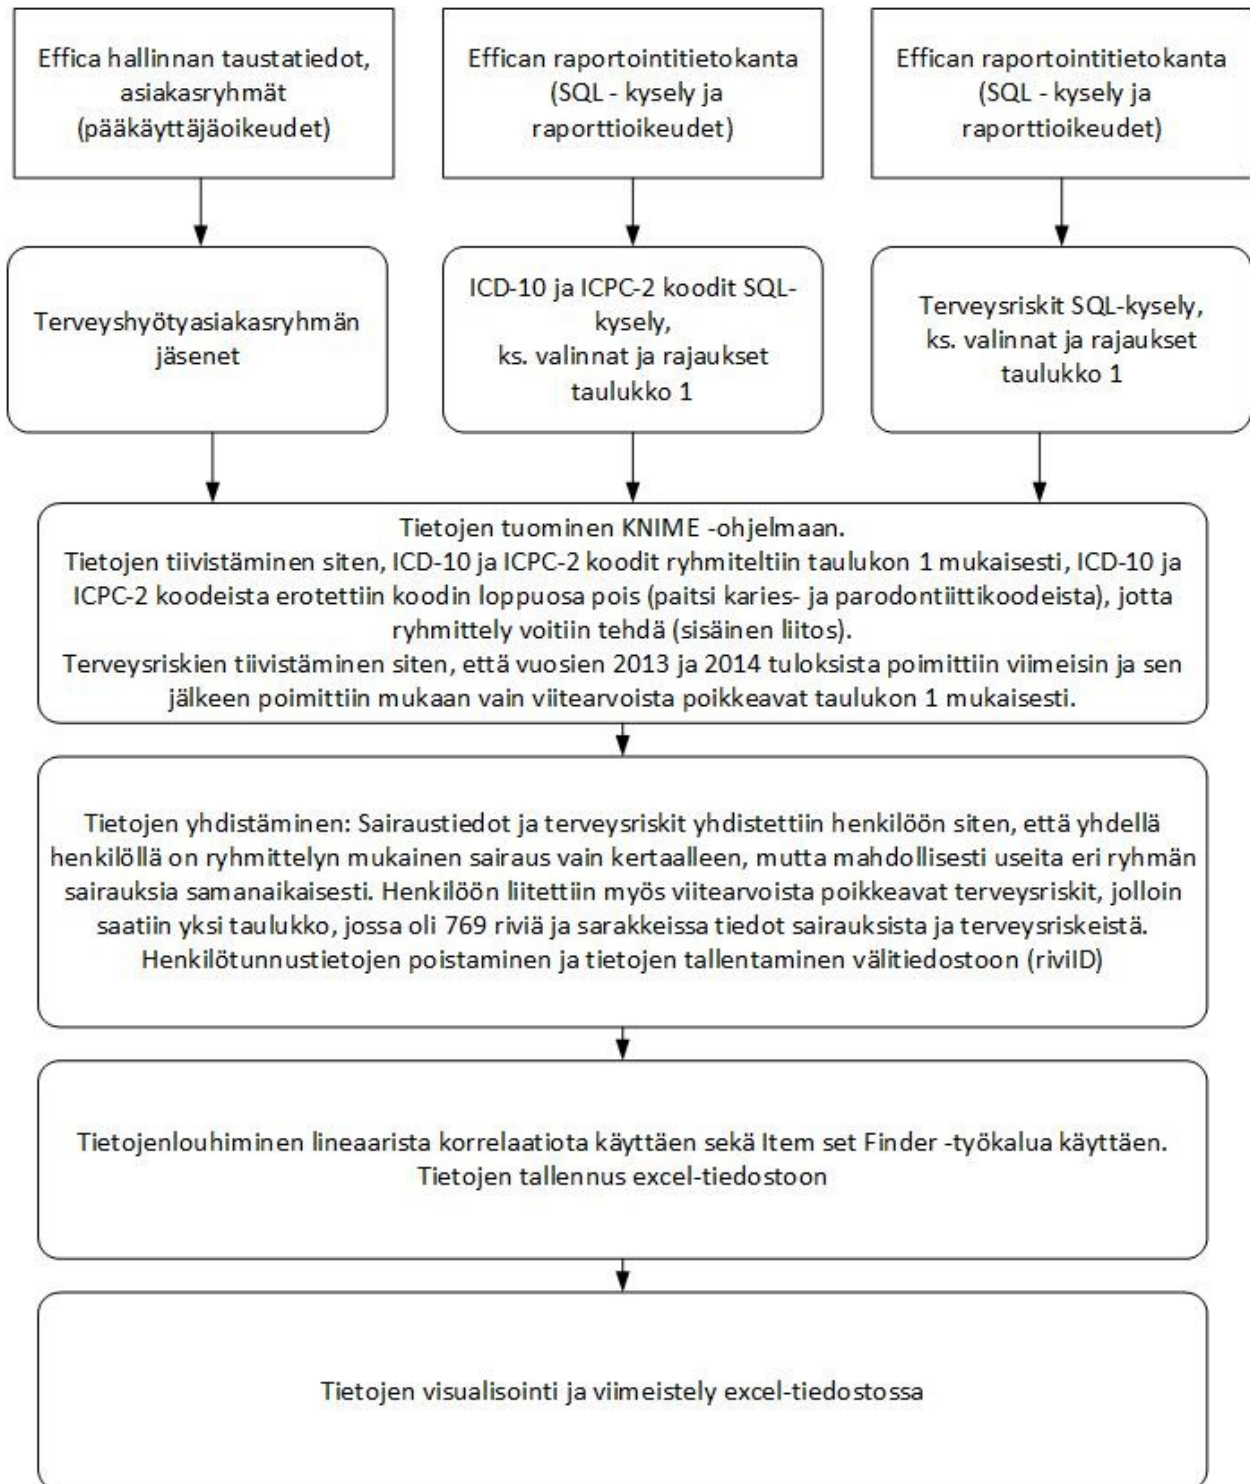 Effica hallinnan taustatiedot,
asiakasryhmät
(pääkäyttäjäoikeudet)
Effican raportointitietokanta
(SQL - kysely ja
raporttioikeudet)
Effican raportointitietokanta
(SQL - kysely ja
raporttioikeudet)
Terveyshyötyasiakasryhmän
jäsenet
ICD-10 ja ICPC-2 koodit SQL-
kysely,
ks. valinnat ja rajaukset
taulukko 1
Terveysriskit SQL-kysely,
ks. valinnat ja rajaukset
taulukko 1
Tietojen tuominen KNIME -ohjelmaan.
Tietojen tiivistäminen siten, ICD-10 ja ICPC-2 koodit ryhmiteltiin taulukon 1 mukaisesti, ICD-10 ja
ICPC-2 koodeista erotettiin koodin loppuosa pois (paitsi karies- ja parodontiittikoodeista), jotta
ryhmittely voitiin tehdä (sisäinen liitos).
Terveysriskien tiivistäminen siten, että vuosien 2013 ja 2014 tuloksista poimittiin viimeisin ja sen
jälkeen poimittiin mukaan vain viitearvoista poikkeavat taulukon 1 mukaisesti.
Tietojen yhdistäminen: Sairaustiedot ja terveysriskit yhdistettiin henkilöön siten, että yhdellä
henkilöllä on ryhmittelyn mukainen sairaus vain kertaalleen, mutta mahdollisesti useita eri ryhmän
sairauksia samanaikaisesti. Henkilöön liitettiin myös viitearvoista poikkeavat terveysriskit, jolloin
saatiin yksi taulukko, jossa oli 769 riviä ja sarakkeissa tiedot sairauksista ja terveysriskeistä.
Henkilötunnustietojen poistaminen ja tietojen tallentaminen välitiedostoon (riviID)
Tietojenlouhiminen lineaarista korrelaatiota käyttäen sekä Item set Finder -työkalua käyttäen.
Tietojen tallennus excel-tiedostoon
Tietojen visualisointi ja viimeistely excel-tiedostossa